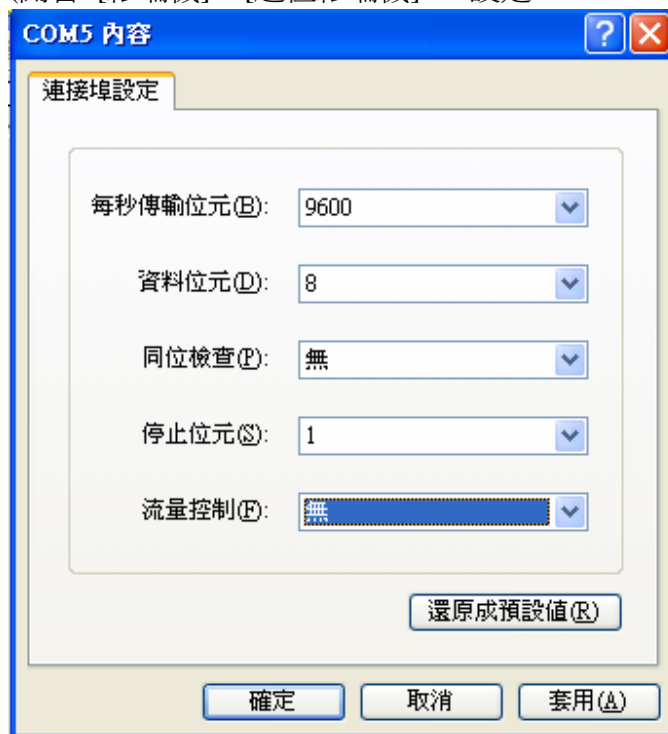 COM5 內容
連接埠設定
每秒傳輸位元(B): 9600
資料位元(D): 8
同位檢查(P): 無
停止位元(S): 1
流量控制(F): 無
還原成預設值(R)
確定 取消 套用(A)